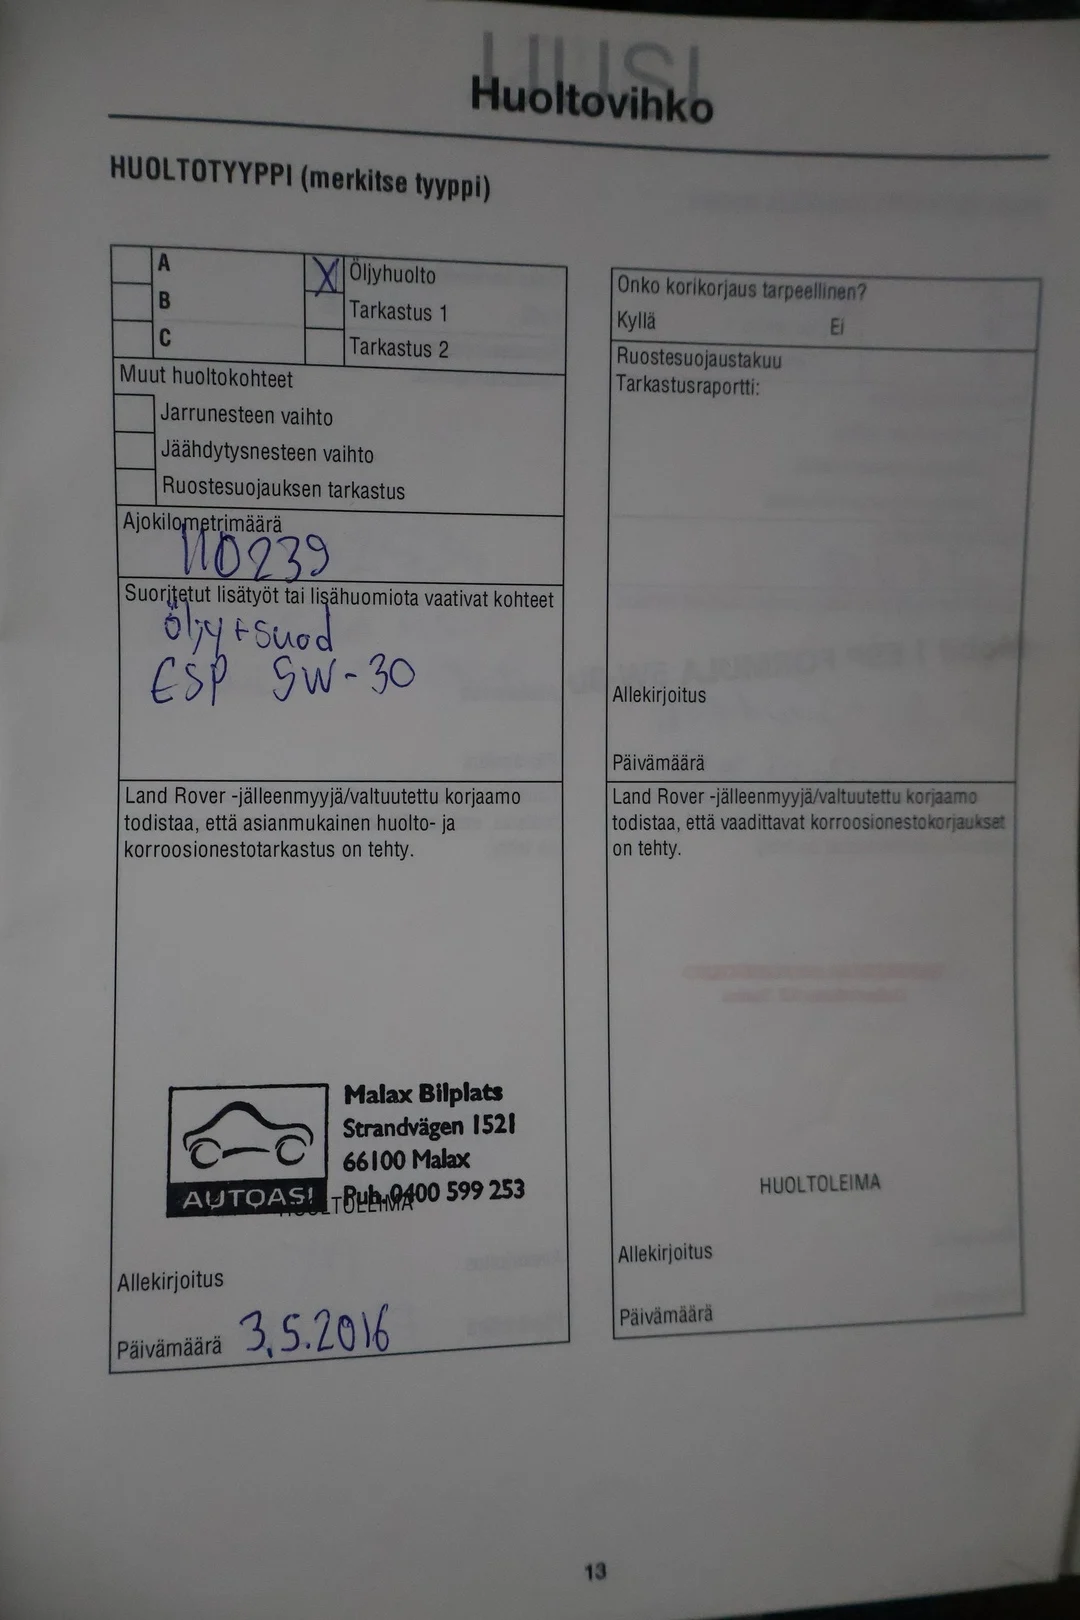 UUSI
Huoltovihko
HUOLTOTYYPPI (merkitse tyyppi)
A
B
C
X Öljyhuolto
Tarkastus 1
Tarkastus 2
Muut huoltokohteet
Jarrunesteen vaihto
Jäähdytysnesteen vaihto
Ruostesuojauksen tarkastus
Ajokilometrimäärä
110239
Suoritetut lisätyöt tai lisähuomiota vaativat kohteet
Öljy + suod
ESP 5W-30
Land Rover -jälleenmyyjä/valtuutettu korjaamo
todistaa, että asianmukainen huolto- ja
korroosionestotarkastus on tehty.
AUTOASI
Malax Bilplats
Strandvägen 1521
66100 Malax
Puh. 0400 599 253
HUOLTOLEIMA
Allekirjoitus
Päivämäärä 3.5.2016
Onko korikorjaus tarpeellinen?
Kyllä Ei
Ruostesuojaustakuu
Tarkastusraportti:
Allekirjoitus
Päivämäärä
Land Rover -jälleenmyyjä/valtuutettu korjaamo
todistaa, että vaadittavat korroosionestokorjaukset
on tehty.
HUOLTOLEIMA
Allekirjoitus
Päivämäärä
13